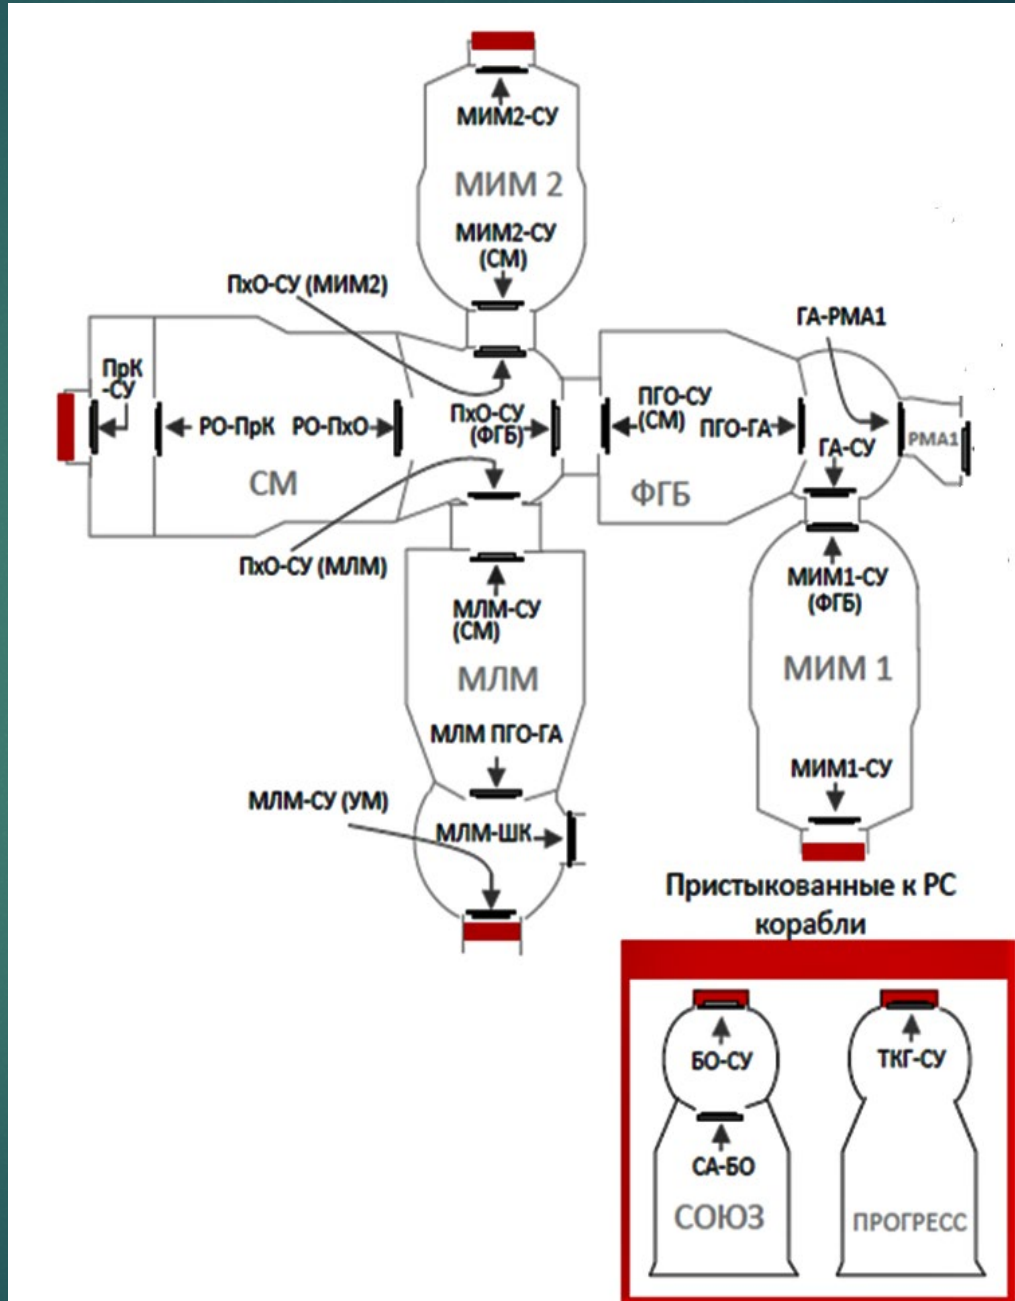 МИМ2-СУ
МИМ 2
МИМ2-СУ
(СМ)
ПхО-СУ (МИМ2)
ГА-РМА1
ПрК
-СУ
РО-ПрК
РО-ПхО
ПхО-СУ
(ФГБ)
ПГО-СУ
(СМ)
ПГО-ГА
ГА-СУ
РМА1
СМ
ФГБ
ПхО-СУ (МЛМ)
МЛМ-СУ
(СМ)
МИМ1-СУ
(ФГБ)
МЛМ
МИМ 1
МЛМ ПГО-ГА
МИМ1-СУ
МЛМ-СУ (УМ)
МЛМ-ШК
Пристыкованные к РС
корабли
БО-СУ
ТКГ-СУ
СА-БО
СОЮЗ
ПРОГРЕСС